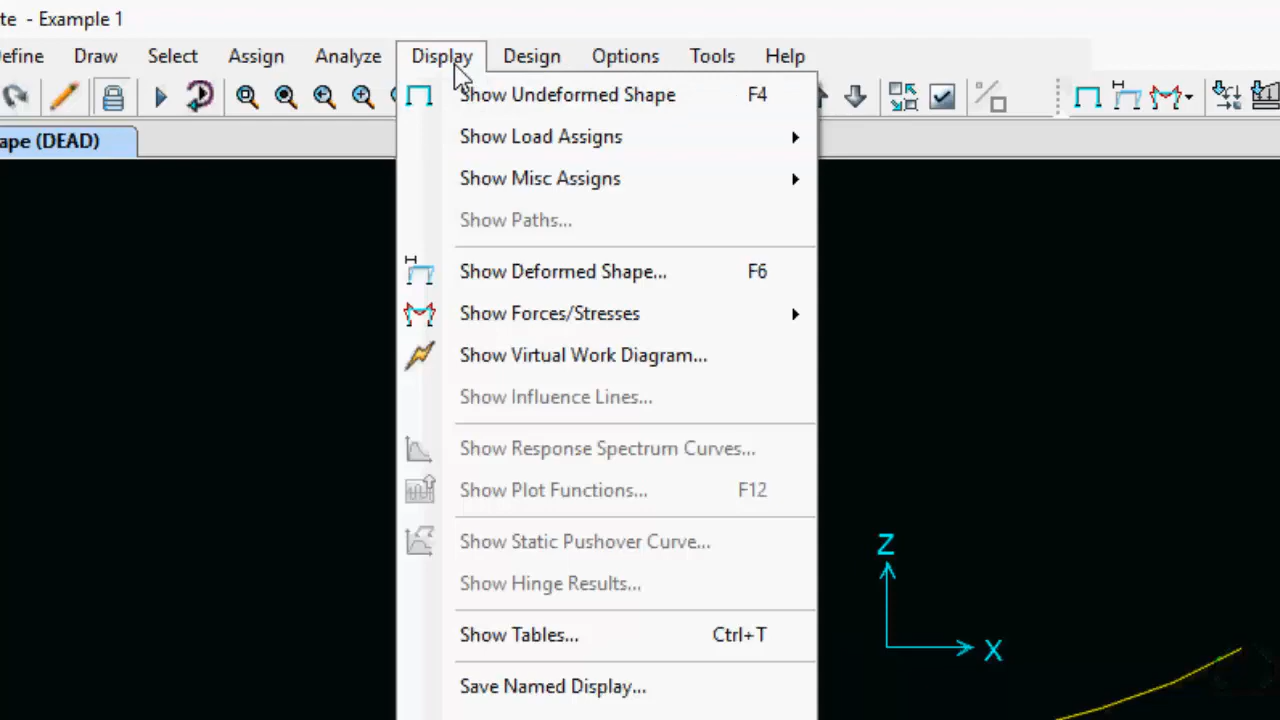 te - Example 1
efine Draw Select Assign Analyze Display Design Options Tools Help
ape (DEAD)
Show Undeformed Shape F4
Show Load Assigns
Show Misc Assigns
Show Paths...
Show Deformed Shape... F6
Show Forces/Stresses
Show Virtual Work Diagram...
Show Influence Lines...
Show Response Spectrum Curves...
Show Plot Functions... F12
Show Static Pushover Curve...
Show Hinge Results...
Show Tables... Ctrl+T
Save Named Display...
Z
X